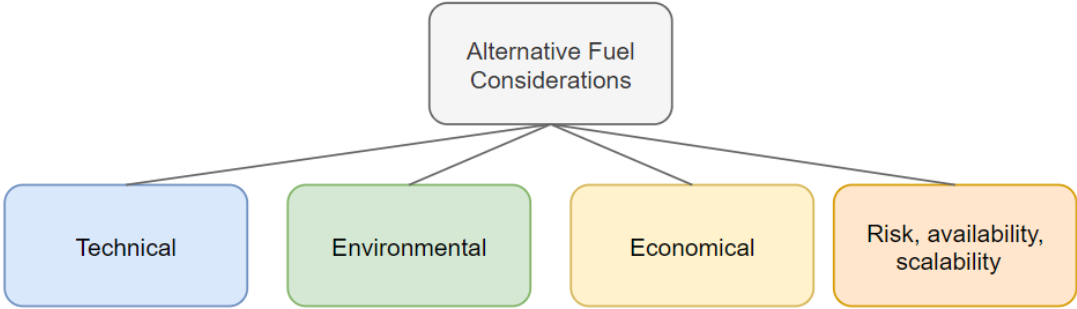 Alternative Fuel
Considerations
Technical
Environmental
Economical
Risk, availability,
scalability